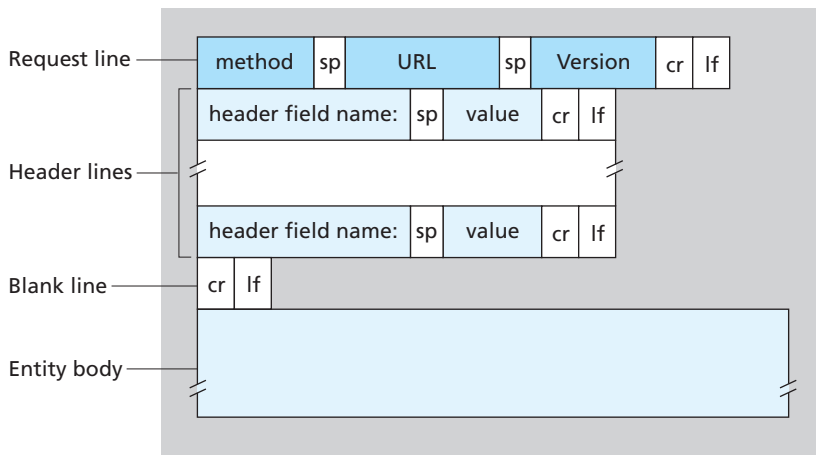 Request line method sp URL sp Version cr lf
header field name: sp value cr lf
Header lines
header field name: sp value cr lf
Blank line cr lf
Entity body